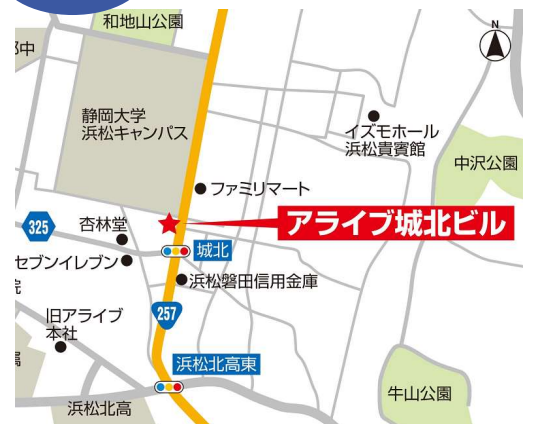 和地山公園
N
部中
静岡大学
浜松キャンパス
イズモホール
浜松貴賓館
中沢公園
ファミリマート
アライブ城北ビル
325
杏林堂
城北
セブンイレブン
院
浜松磐田信用金庫
257
旧アライブ
本社
属
浜松北高東
牛山公園
浜松北高